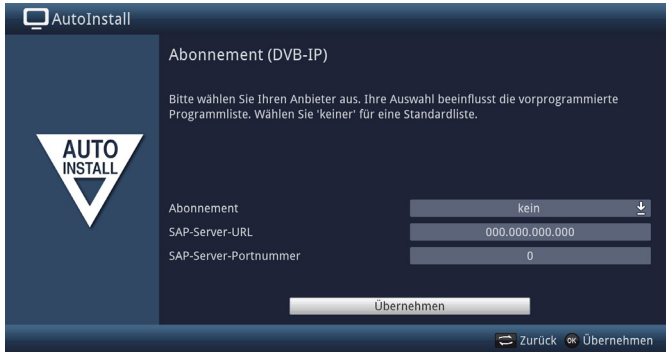 AutoInstall
Abonnement (DVB-IP)
Bitte wählen Sie Ihren Anbieter aus. Ihre Auswahl beeinflusst die vorprogrammierte
Programmliste. Wählen Sie 'keiner' für eine Standardliste.
AUTO
INSTALL
Abonnement kein
SAP-Server-URL 000.000.000.000
SAP-Server-Portnummer 0
Übernehmen
Zurück OK Übernehmen